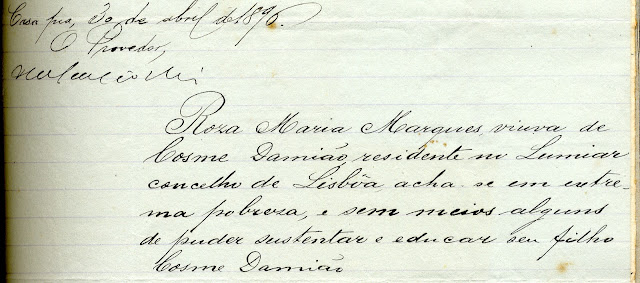 Casa pia, 30 de abril de 1896.
O Provedor,
Roza Maria Marques, viuva de
Cosme Damião, residente no Lumiar
concelho de Lisbôa acha-se em extre-
ma pobreza, e sem meios alguns
de puder sustentar e educar seu filho
Cosme Damião